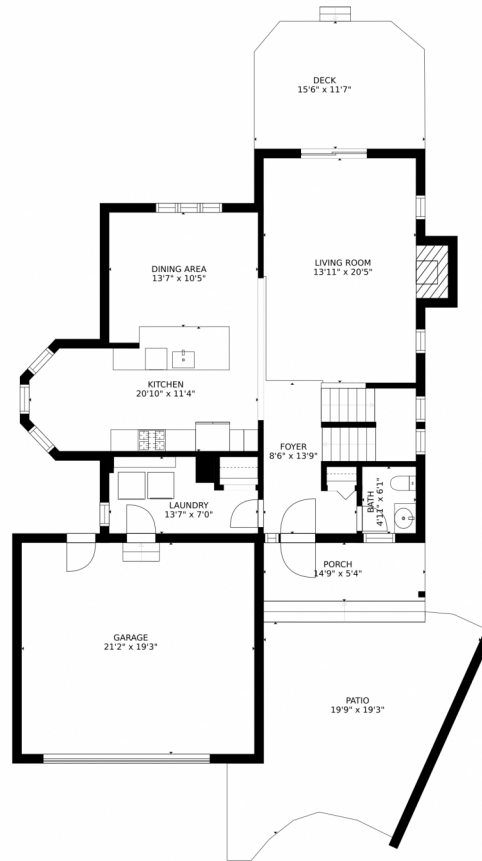 DECK
15'6" x 11'7"
LIVING ROOM
13'11" x 20'5"
DINING AREA
13'7" x 10'5"
KITCHEN
20'10" x 11'4"
FOYER
8'6" x 13'9"
BATH
4'11" x 6'1"
LAUNDRY
13'7" x 7'0"
PORCH
14'9" x 5'4"
GARAGE
21'2" x 19'3"
PATIO
19'9" x 19'3"